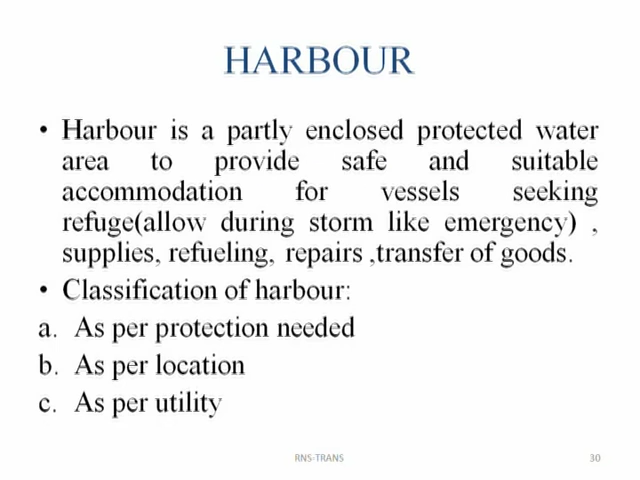 HARBOUR
• Harbour is a partly enclosed protected water
area to provide safe and suitable
accommodation for vessels seeking
refuge(allow during storm like emergency) ,
supplies, refueling, repairs ,transfer of goods.
• Classification of harbour:
a. As per protection needed
b. As per location
c. As per utility
RNS-TRANS
30